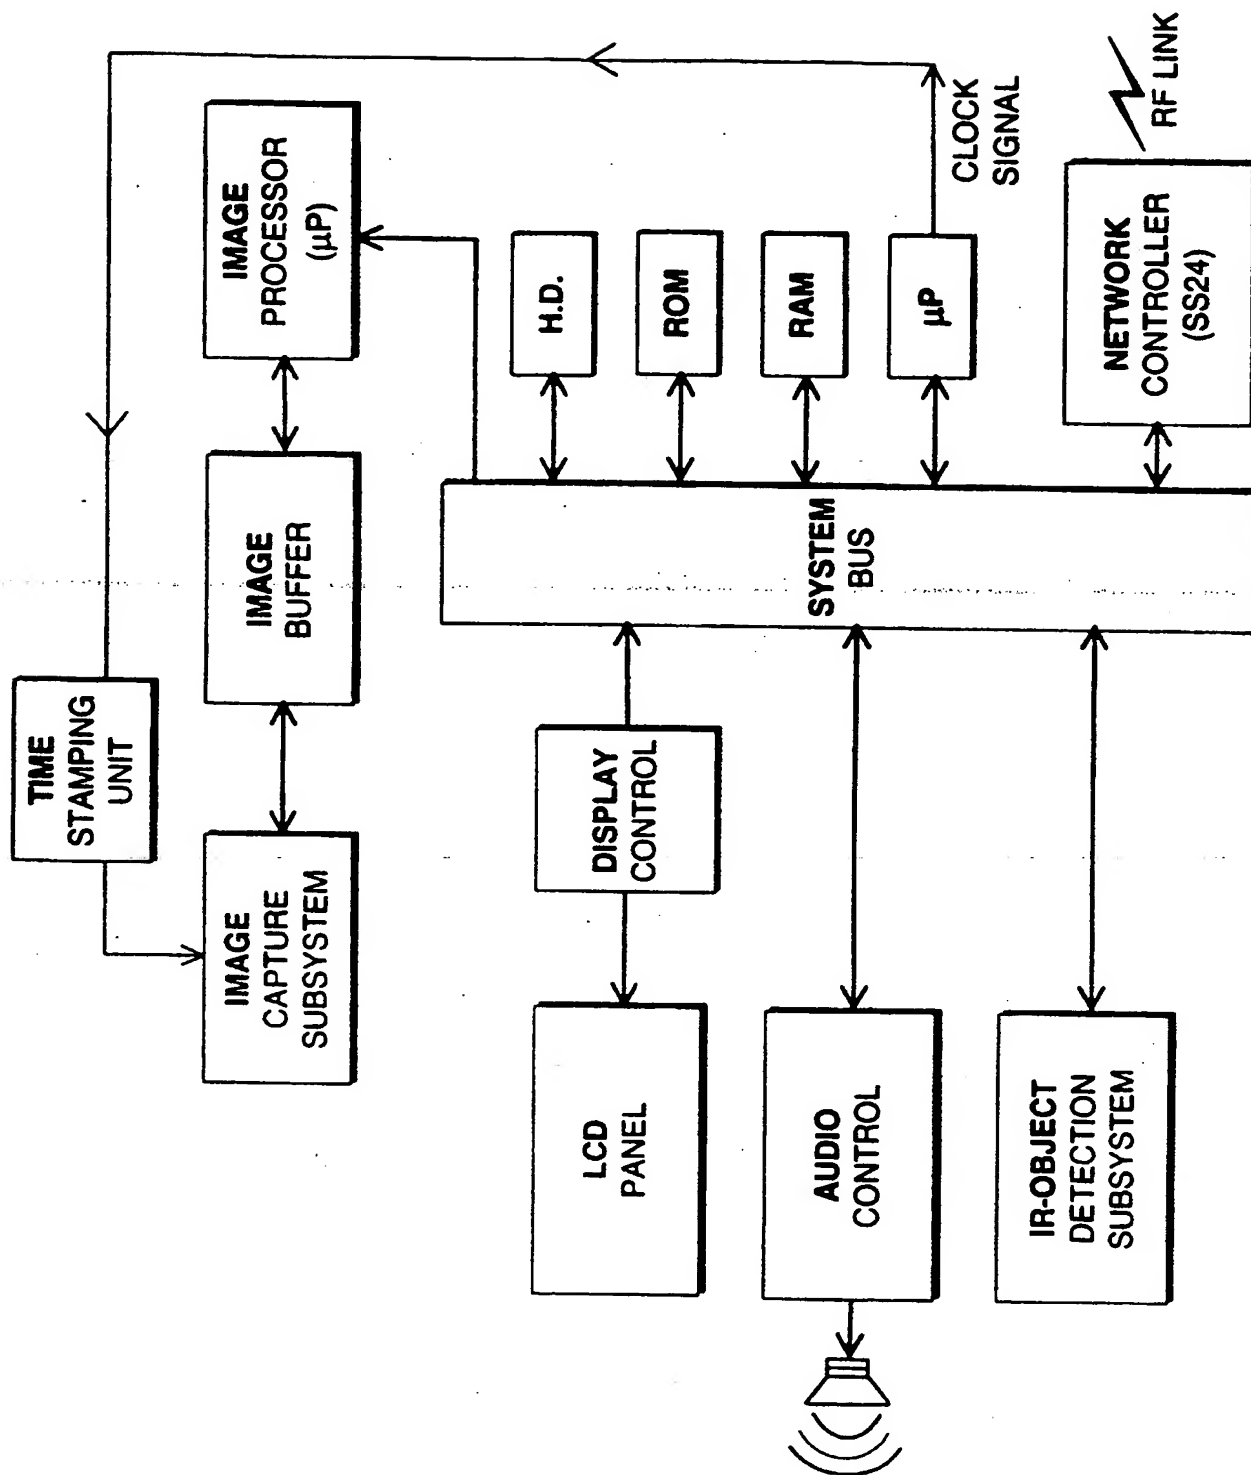 TIME
STAMPING
UNIT
IMAGE
CAPTURE
SUBSYSTEM
IMAGE
BUFFER
IMAGE
PROCESSOR
(μP)
LCD
PANEL
DISPLAY
CONTROL
H.D.
ROM
RAM
μP
CLOCK
SIGNAL
SYSTEM
BUS
AUDIO
CONTROL
IR-OBJECT
DETECTION
SUBSYSTEM
NETWORK
CONTROLLER
(SS24)
RF LINK